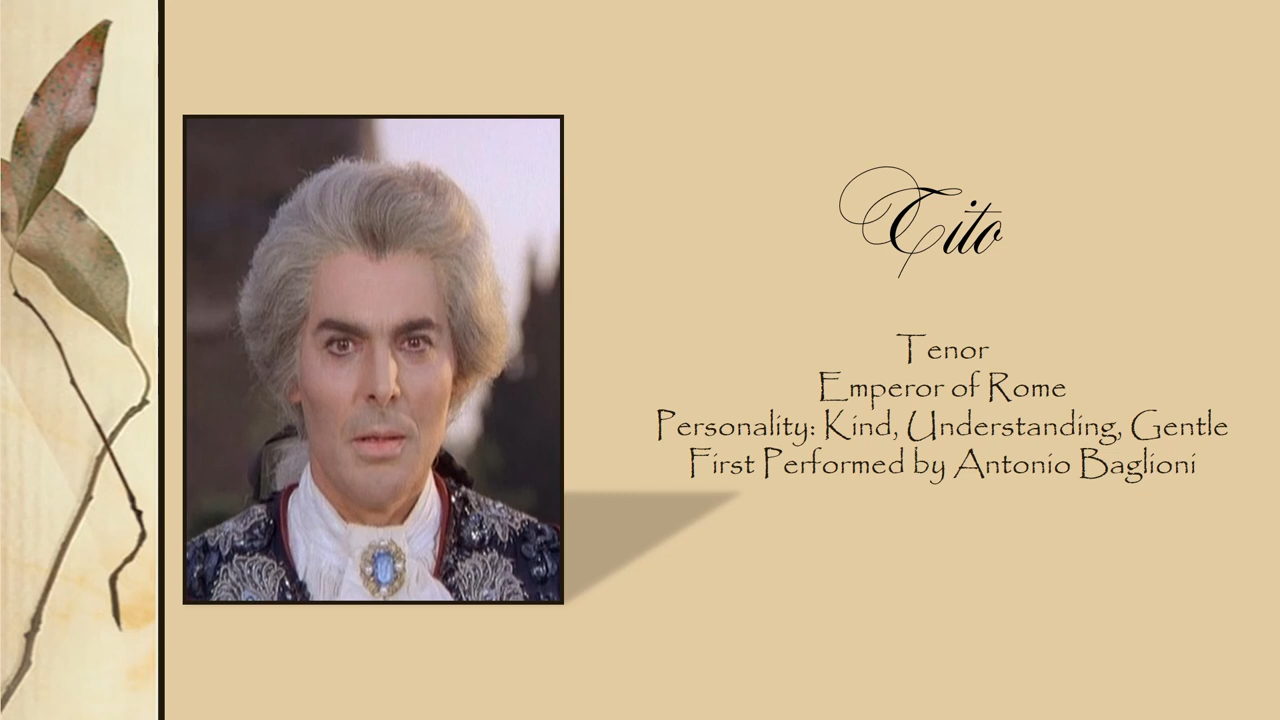 Tito
Tenor
Emperor of Rome
Personality: Kind, Understanding, Gentle
First Performed by Antonio Baglioni